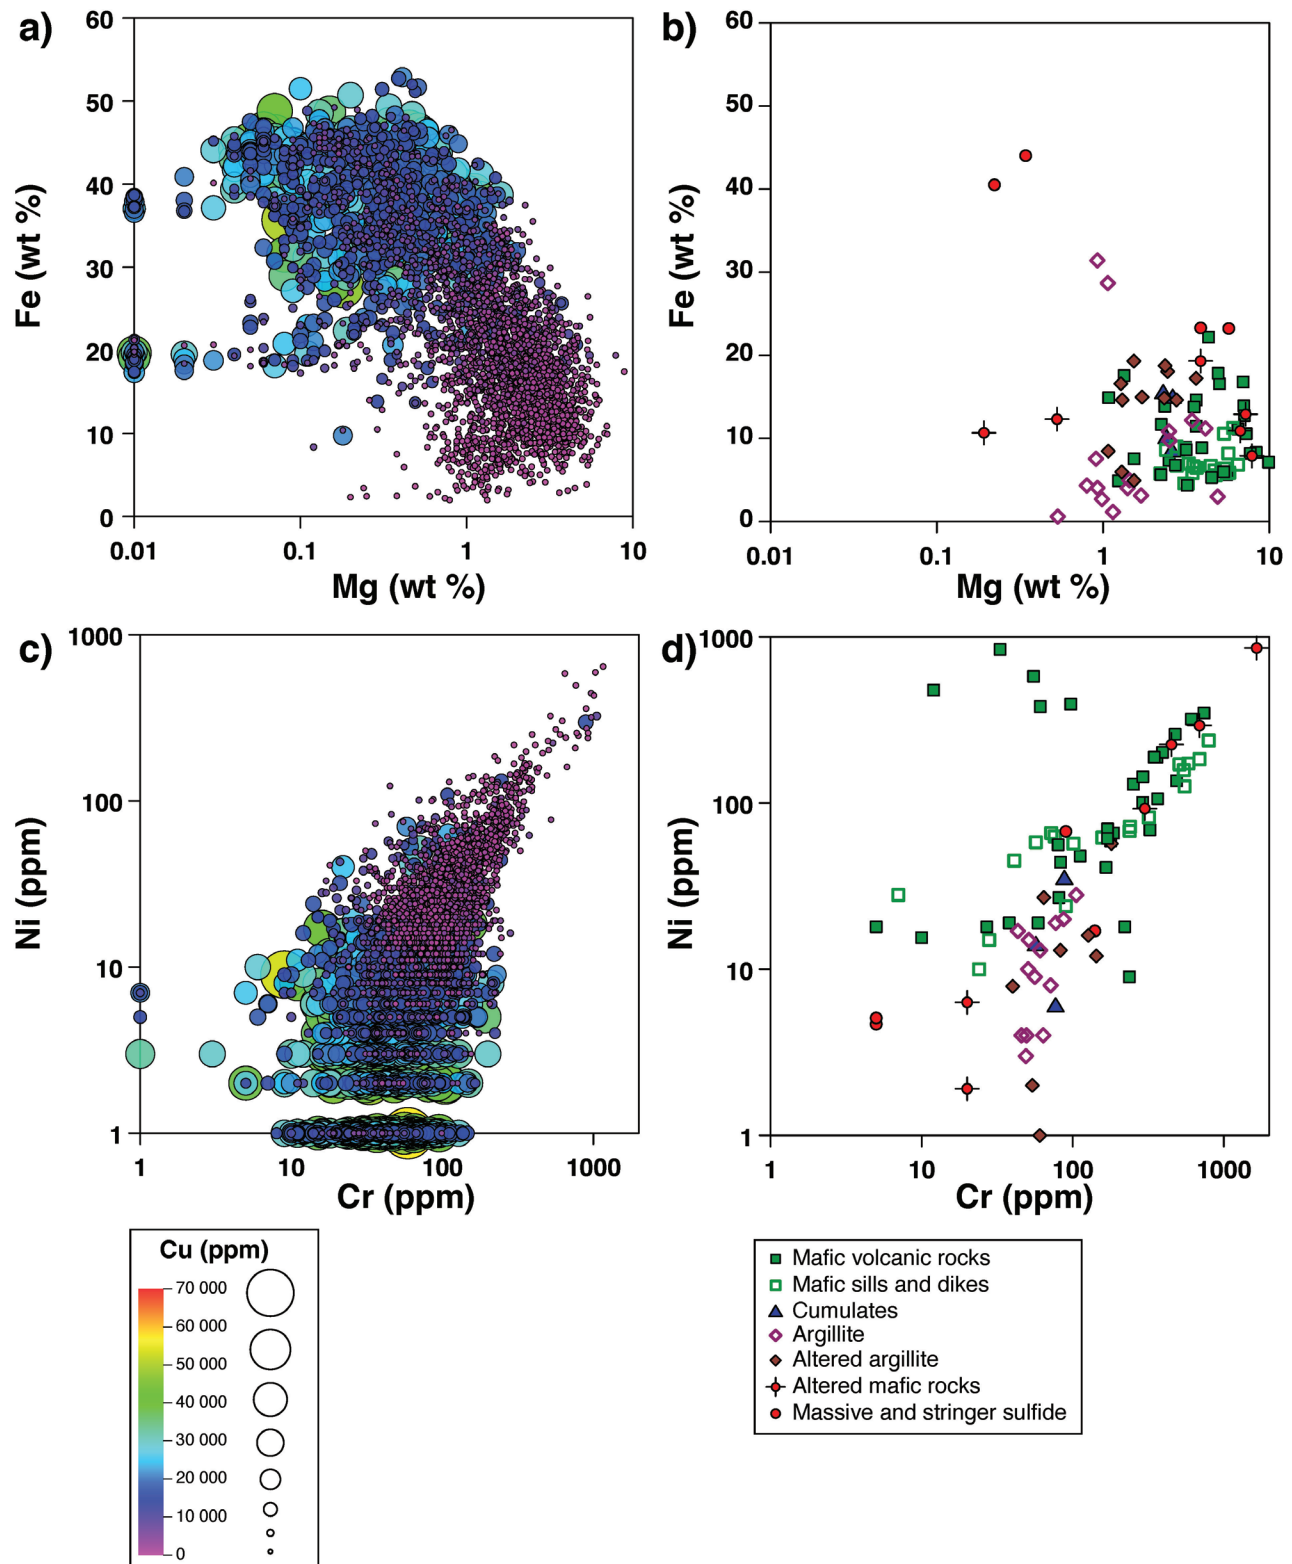 a)
60
50
40
30
20
10
0
Fe (wt %)
0.01
0.1
1
10
Mg (wt %)
b)
60
50
40
30
20
10
0
Fe (wt %)
0.01
0.1
1
10
Mg (wt %)
c)
1000
100
10
1
Ni (ppm)
1
10
100
1000
Cr (ppm)
d)
1000
100
10
1
Ni (ppm)
1
10
100
1000
Cr (ppm)
Cu (ppm)
70 000
60 000
50 000
40 000
30 000
20 000
10 000
0
Mafic volcanic rocks
Mafic sills and dikes
Cumulates
Argillite
Altered argillite
Altered mafic rocks
Massive and stringer sulfide